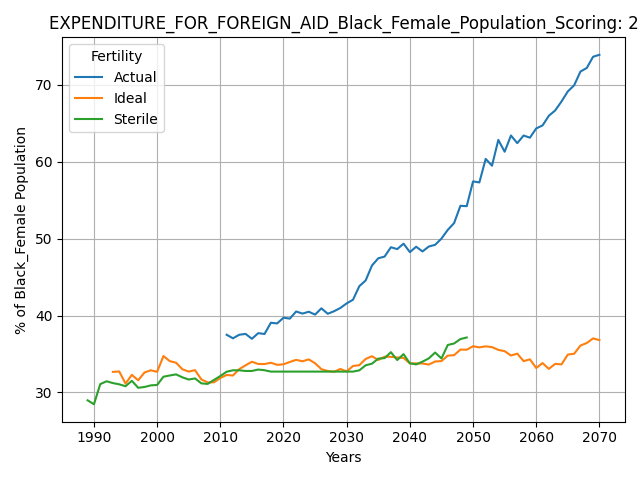 EXPENDITURE_FOR_FOREIGN_AID_Black_Female_Population_Scoring: 2
Fertility
Actual
Ideal
Sterile
% of Black_Female Population
70
60
50
40
30
1990 2000 2010 2020 2030 2040 2050 2060 2070
Years